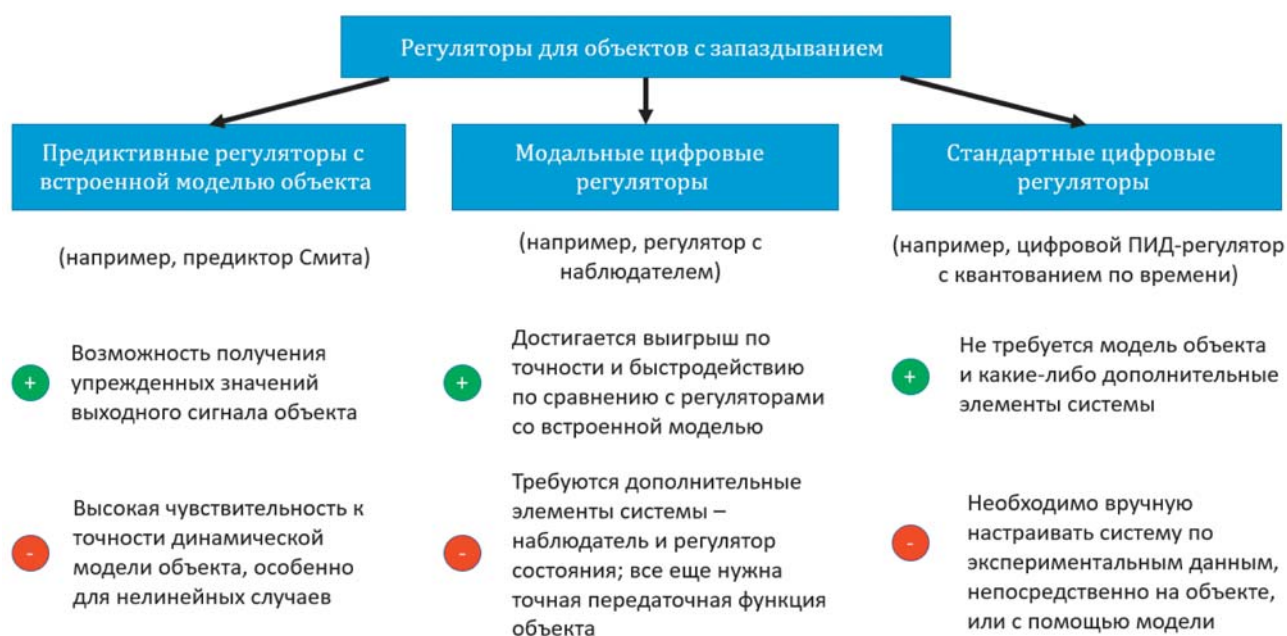 Регуляторы для объектов с запаздыванием
Предиктивные регуляторы с
встроенной моделью объекта
(например, предиктор Смита)
+
Возможность получения
упрежденных значений
выходного сигнала объекта
-
Высокая чувствительность к
точности динамической
модели объекта, особенно
для нелинейных случаев
Модальные цифровые
регуляторы
(например, регулятор с
наблюдателем)
+
Достигается выигрыш по
точности и быстродействию
по сравнению с регуляторами
со встроенной моделью
-
Требуются дополнительные
элементы системы –
наблюдатель и регулятор
состояния; все еще нужна
точная передаточная функция
объекта
Стандартные цифровые
регуляторы
(например, цифровой ПИД-регулятор
с квантованием по времени)
+
Не требуется модель объекта
и какие-либо дополнительные
элементы системы
-
Необходимо вручную
настраивать систему по
экспериментальным данным,
непосредственно на объекте,
или с помощью модели